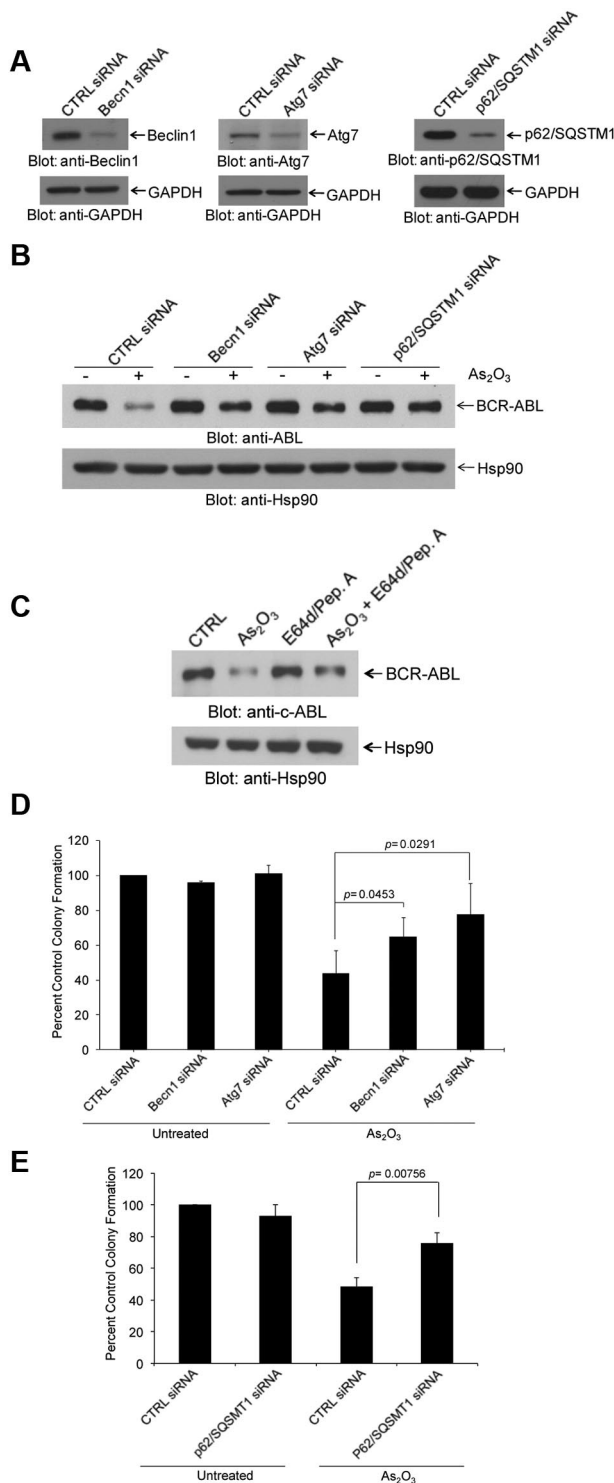 A
CTRL siRNA
Becn1 siRNA
Beclin1
Blot: anti-Beclin1
GAPDH
Blot: anti-GAPDH
CTRL siRNA
Atg7 siRNA
Atg7
Blot: anti-Atg7
GAPDH
Blot: anti-GAPDH
CTRL siRNA
p62/SQSTM1 siRNA
p62/SQSTM1
Blot: anti-p62/SQSTM1
GAPDH
Blot: anti-GAPDH
B
CTRL siRNA
Becn1 siRNA
Atg7 siRNA
p62/SQSTM1 siRNA
- + - + - + - + As₂O₃
BCR-ABL
Blot: anti-ABL
Hsp90
Blot: anti-Hsp90
C
CTRL
As₂O₃
E64d/Pep. A
As₂O₃ + E64d/Pep. A
BCR-ABL
Blot: anti-c-ABL
Hsp90
Blot: anti-Hsp90
D
Percent Control Colony Formation
120
100
80
60
40
20
0
p= 0.0291
p= 0.0453
CTRL siRNA
Becn1 siRNA
Atg7 siRNA
CTRL siRNA
Becn1 siRNA
Atg7 siRNA
Untreated
As₂O₃
E
Percent Control Colony Formation
120
100
80
60
40
20
0
p= 0.00756
CTRL siRNA
p62/SQSMT1 siRNA
CTRL siRNA
P62/SQSMT1 siRNA
Untreated
As₂O₃